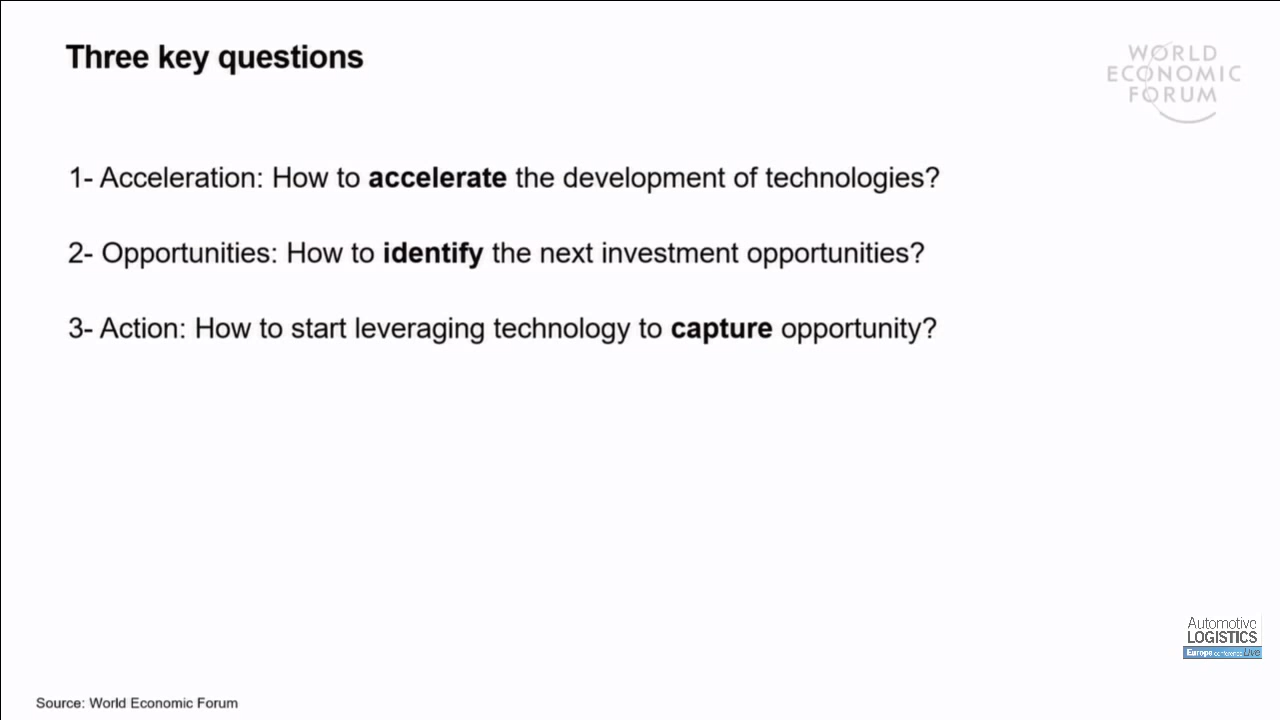 Three key questions
WORLD
ECONOMIC
FORUM
1- Acceleration: How to accelerate the development of technologies?
2- Opportunities: How to identify the next investment opportunities?
3- Action: How to start leveraging technology to capture opportunity?
Automotive
LOGISTICS
Europe conference Live
Source: World Economic Forum